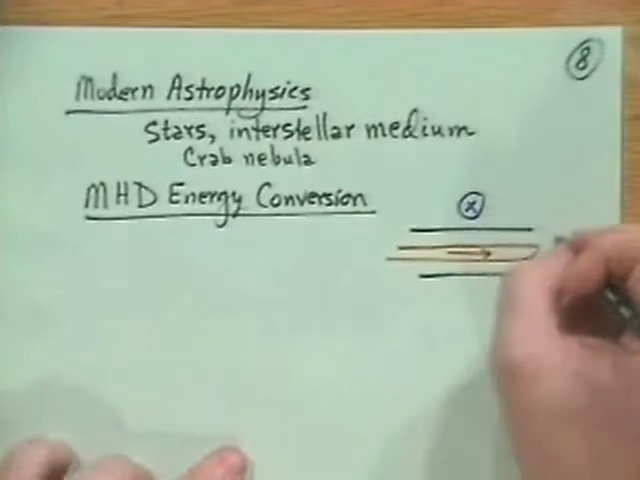 8
Modern Astrophysics
Stars, interstellar medium
Crab nebula
MHD Energy Conversion
x